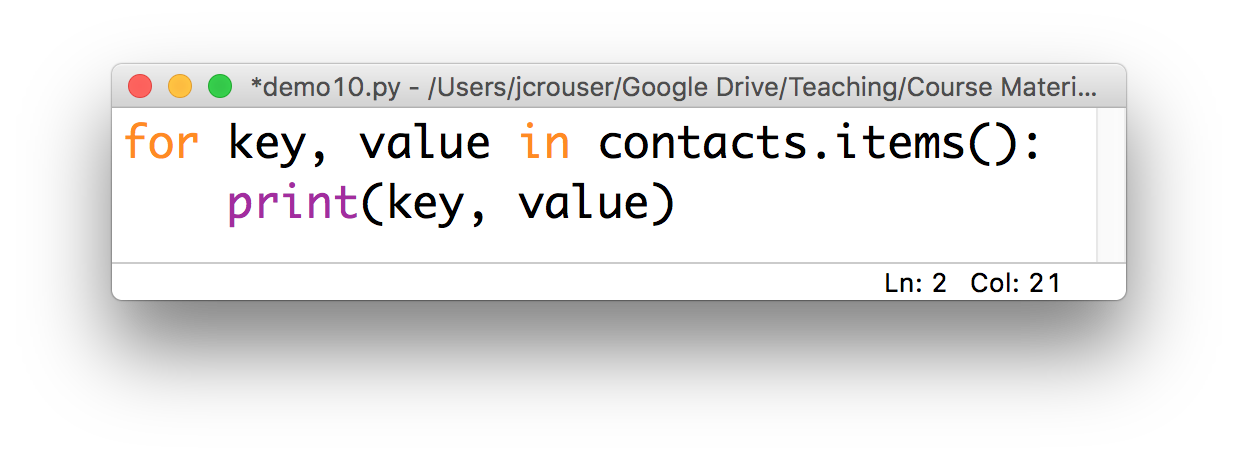 *demo10.py - /Users/jcrouser/Google Drive/Teaching/Course Materi...
for key, value in contacts.items():
    print(key, value)
Ln: 2 Col: 21